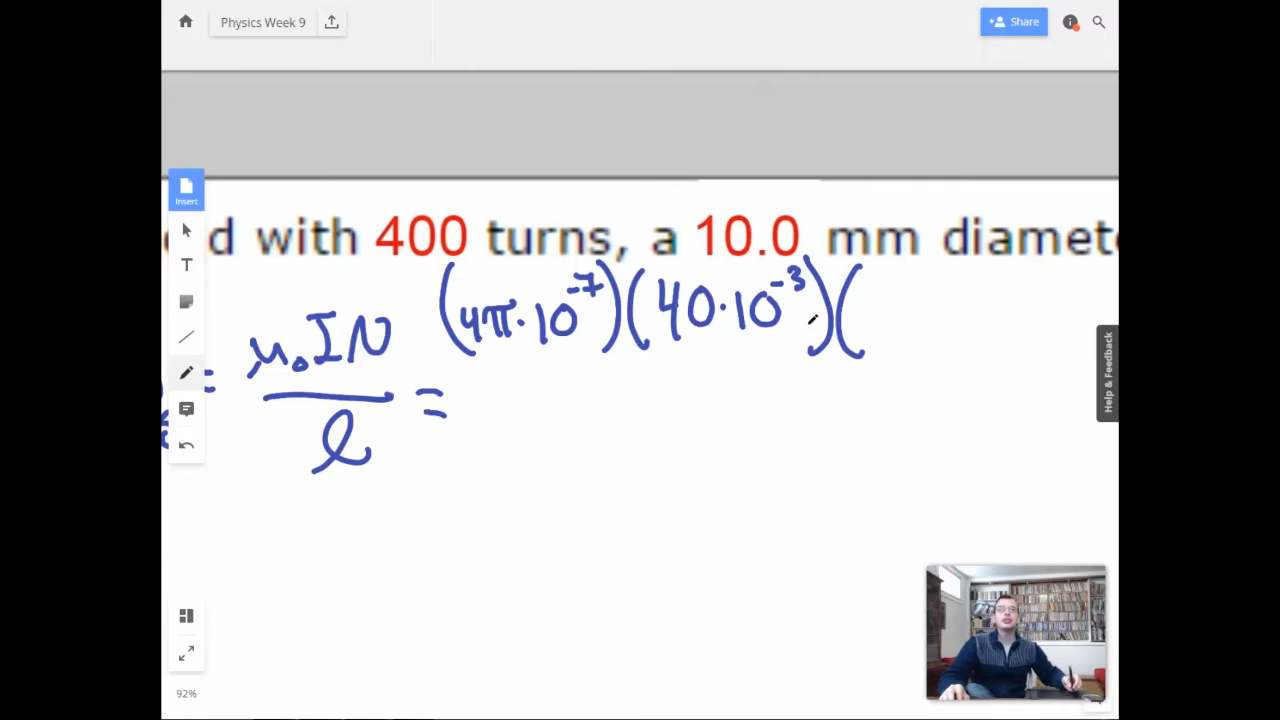 Physics Week 9
Share
Insert
d with 400 turns, a 10.0 mm diamet
= μ₀IN / l = (4π·10⁻⁷)(40·10⁻³)(
T
Help & Feedback
92%